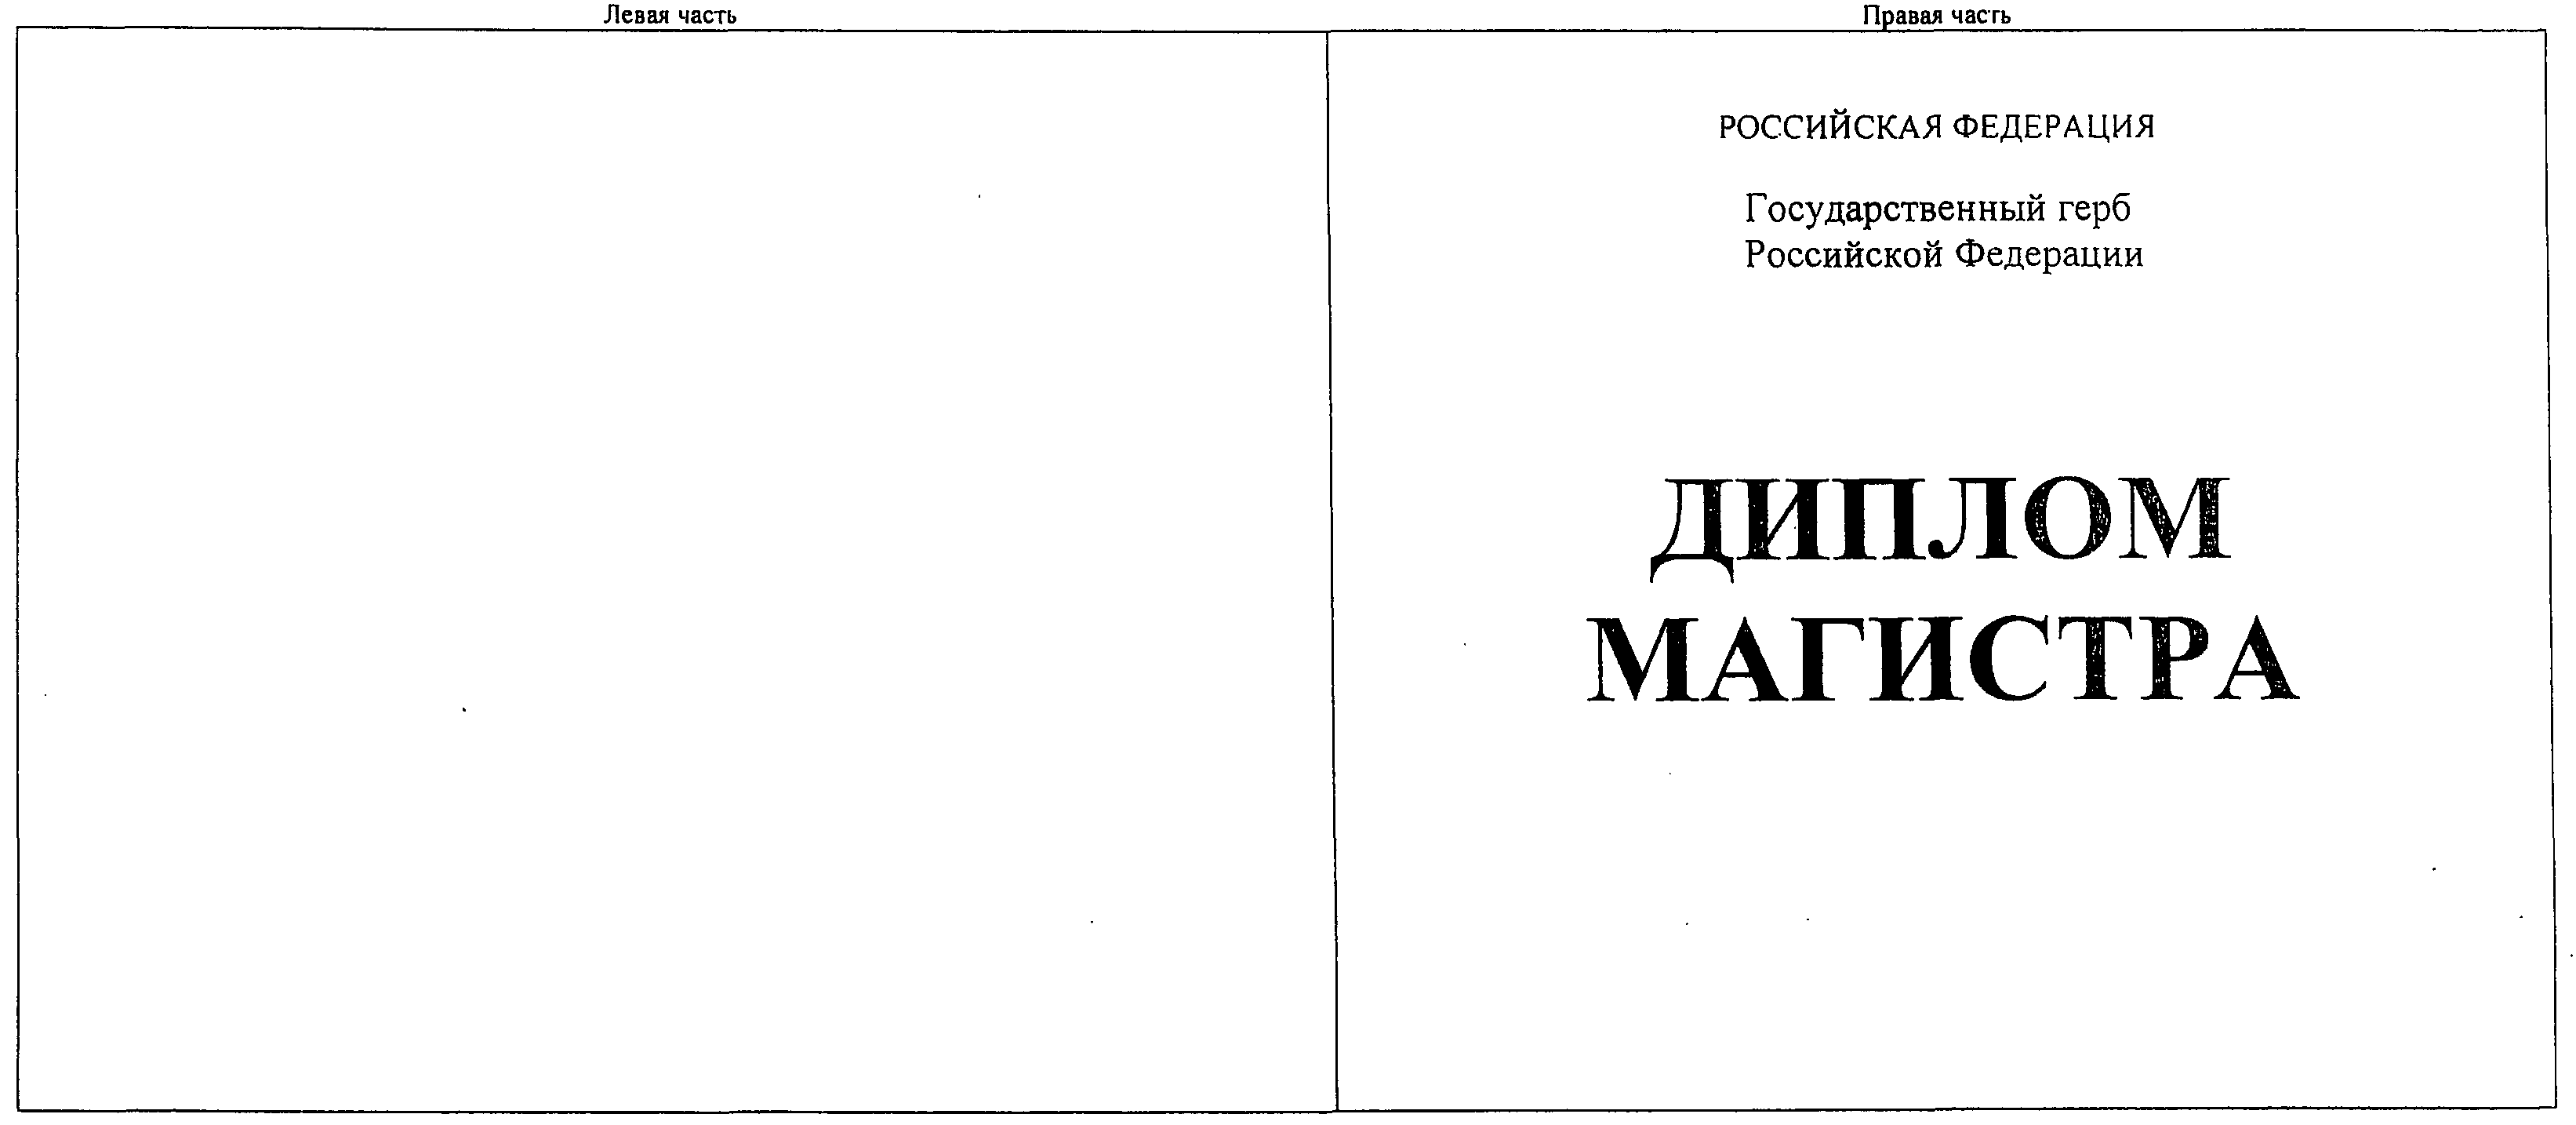 Левая часть
Правая часть
РОССИЙСКАЯ ФЕДЕРАЦИЯ
Государственный герб
Российской Федерации
ДИПЛОМ
МАГИСТРА